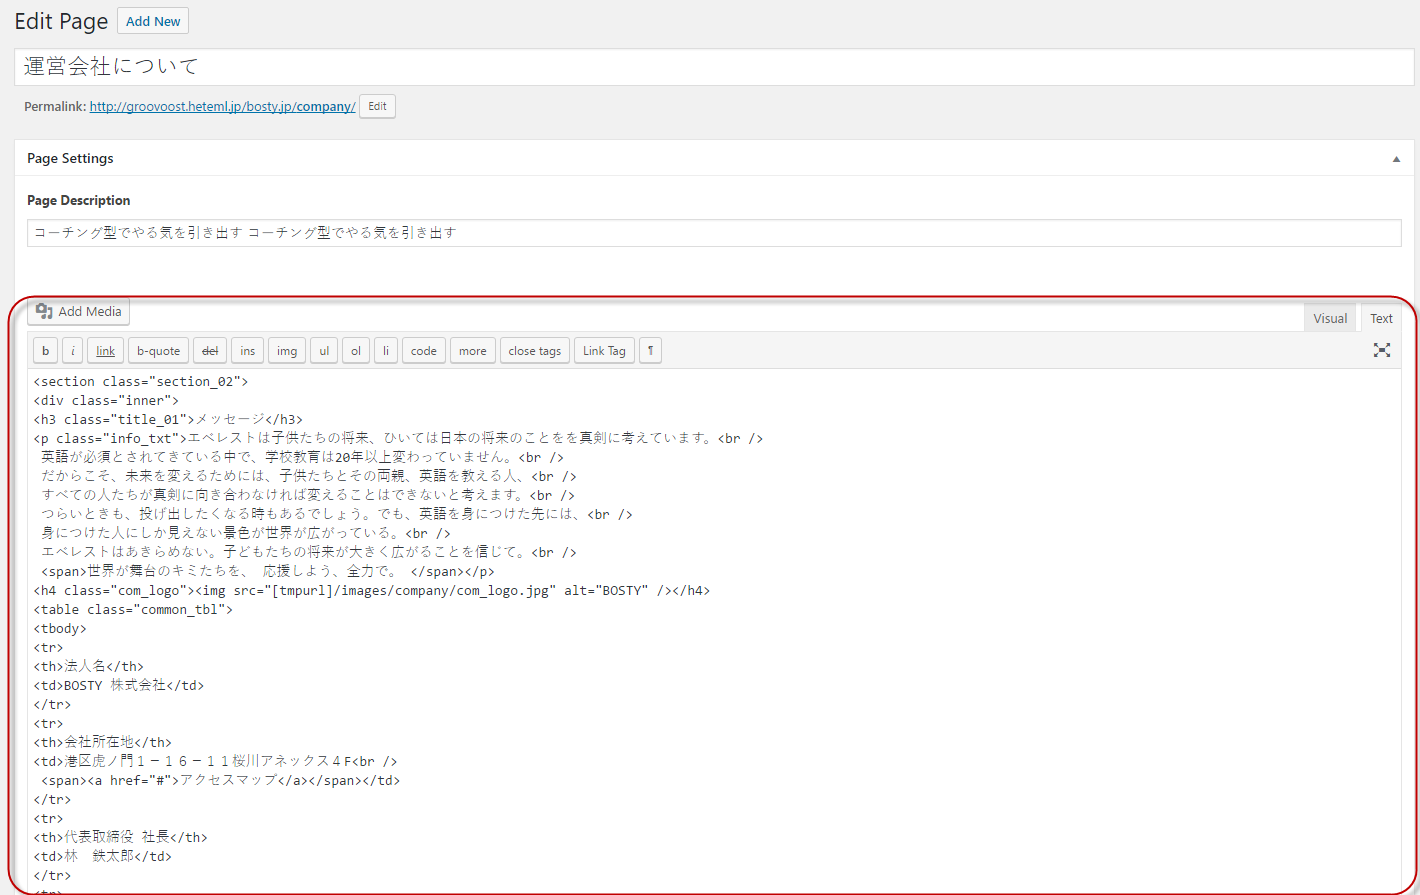 Edit Page Add New
運営会社について
Permalink: http://groovoost.heteml.jp/bosty.jp/company/ Edit
Page Settings
Page Description
コーチング型でやる気を引き出す コーチング型でやる気を引き出す
Add Media
Visual Text
b i link b-quote del ins img ul ol li code more close tags Link Tag ¶
<section class="section_02">
<div class="inner">
<h3 class="title_01">メッセージ</h3>
<p class="info_txt">エベレストは子供たちの将来、ひいては日本の将来のことをを真剣に考えています。<br />
英語が必須とされてきている中で、学校教育は20年以上変わっていません。<br />
だからこそ、未来を変えるためには、子供たちとその両親、英語を教える人、<br />
すべての人たちが真剣に向き合わなければ変えることはできないと考えます。<br />
つらいときも、投げ出したくなる時もあるでしょう。でも、英語を身につけた先には、<br />
身につけた人にしか見えない景色が世界が広がっている。<br />
エベレストはあきらめない。子どもたちの将来が大きく広がることを信じて。<br />
<span>世界が舞台のキミたちを、 応援しよう、全力で。 </span></p>
<h4 class="com_logo"><img src="[tmpurl]/images/company/com_logo.jpg" alt="BOSTY" /></h4>
<table class="common_tbl">
<tbody>
<tr>
<th>法人名</th>
<td>BOSTY 株式会社</td>
</tr>
<tr>
<th>会社所在地</th>
<td>港区虎ノ門１－１６－１１桜川アネックス４F<br />
<span><a href="#">アクセスマップ</a></span></td>
</tr>
<tr>
<th>代表取締役 社長</th>
<td>林　鉄太郎</td>
</tr>
<tr>